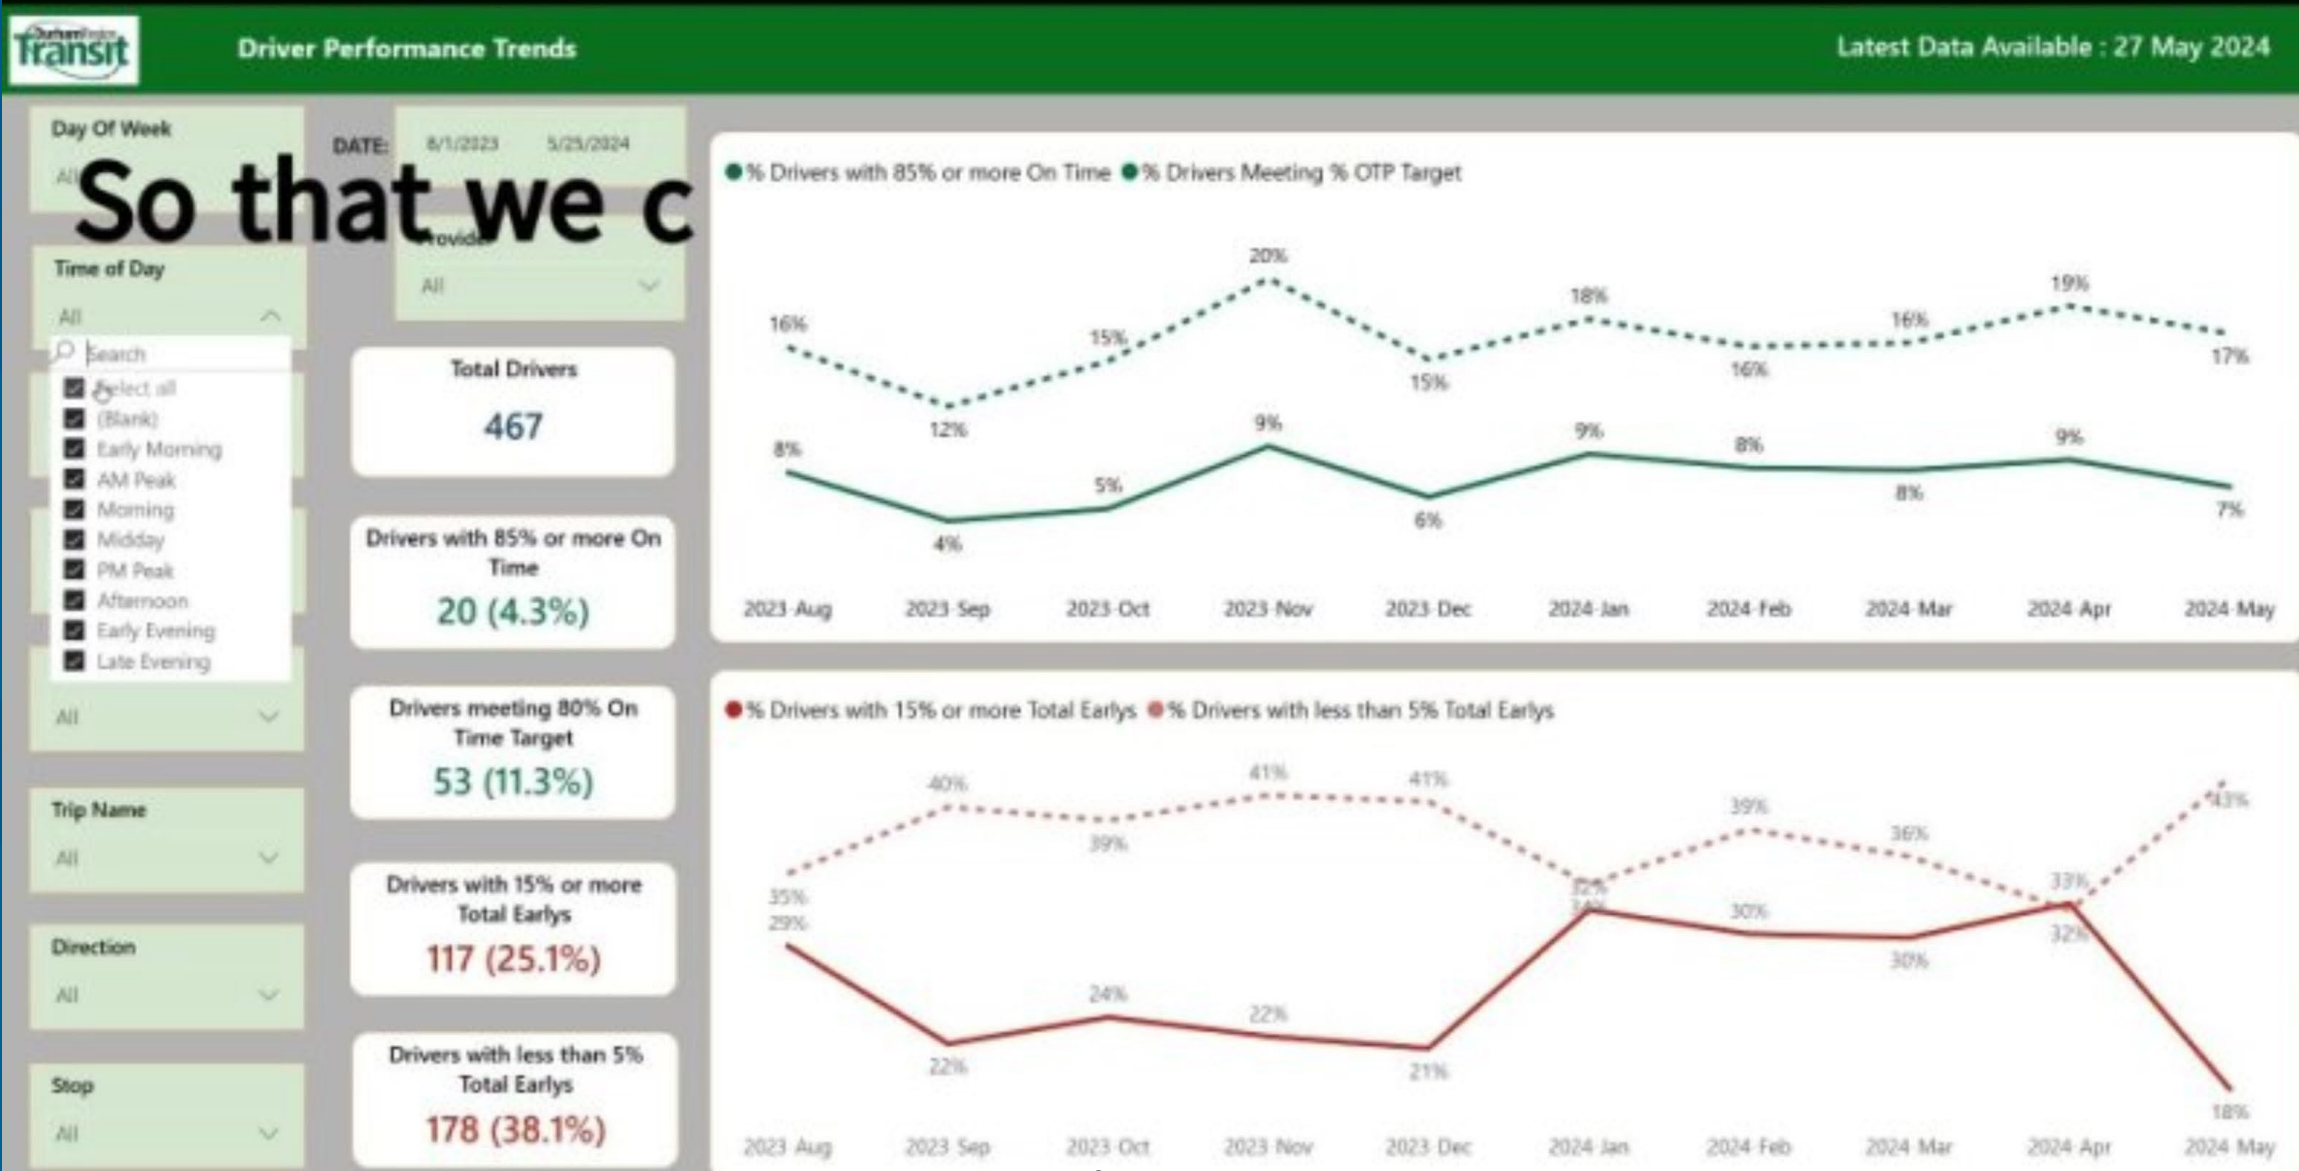 DurhamRegion
Transit
Driver Performance Trends
Latest Data Available : 27 May 2024
Day Of Week
All
DATE:
8/1/2023 5/25/2024
So that we c
Provider
All
Time of Day
All
Search
Select all
(Blank)
Early Morning
AM Peak
Morning
Midday
PM Peak
Afternoon
Early Evening
Late Evening
All
Trip Name
All
Direction
All
Stop
All
Total Drivers
467
Drivers with 85% or more On
Time
20 (4.3%)
Drivers meeting 80% On
Time Target
53 (11.3%)
Drivers with 15% or more
Total Earlys
117 (25.1%)
Drivers with less than 5%
Total Earlys
178 (38.1%)
% Drivers with 85% or more On Time % Drivers Meeting % OTP Target
16% 12% 15% 20% 15% 18% 16% 16% 19% 17%
8% 4% 5% 9% 6% 9% 8% 8% 9% 7%
2023-Aug 2023-Sep 2023-Oct 2023-Nov 2023-Dec 2024-Jan 2024-Feb 2024-Mar 2024-Apr 2024-May
% Drivers with 15% or more Total Earlys % Drivers with less than 5% Total Earlys
35% 40% 39% 41% 41% 39% 36% 33% 43%
29% 22% 24% 22% 21% 32% 30% 30% 32% 18%
2023-Aug 2023-Sep 2023-Oct 2023-Nov 2023-Dec 2024-Jan 2024-Feb 2024-Mar 2024-Apr 2024-May